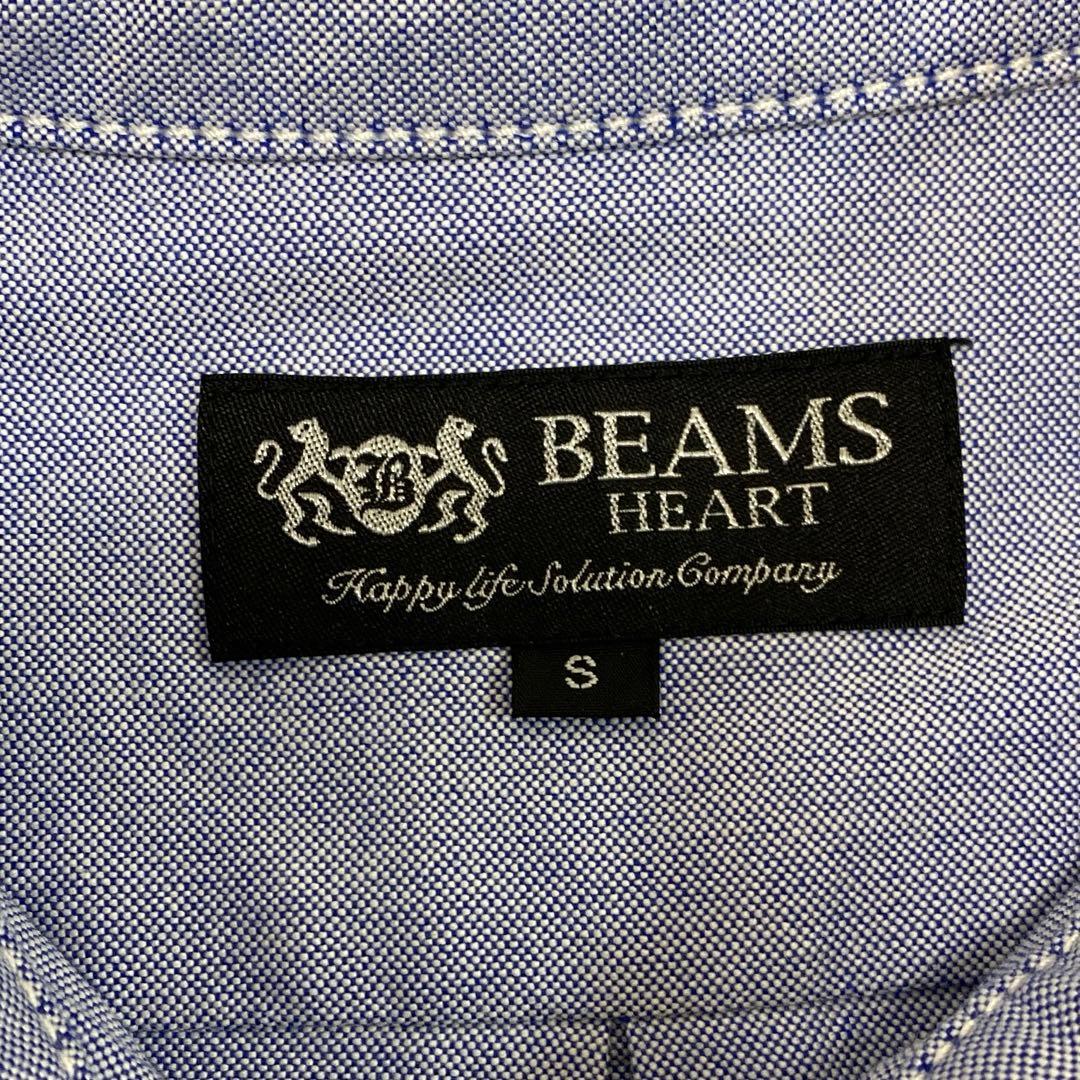 B
BEAMS
HEART
Happy life Solution Company
S